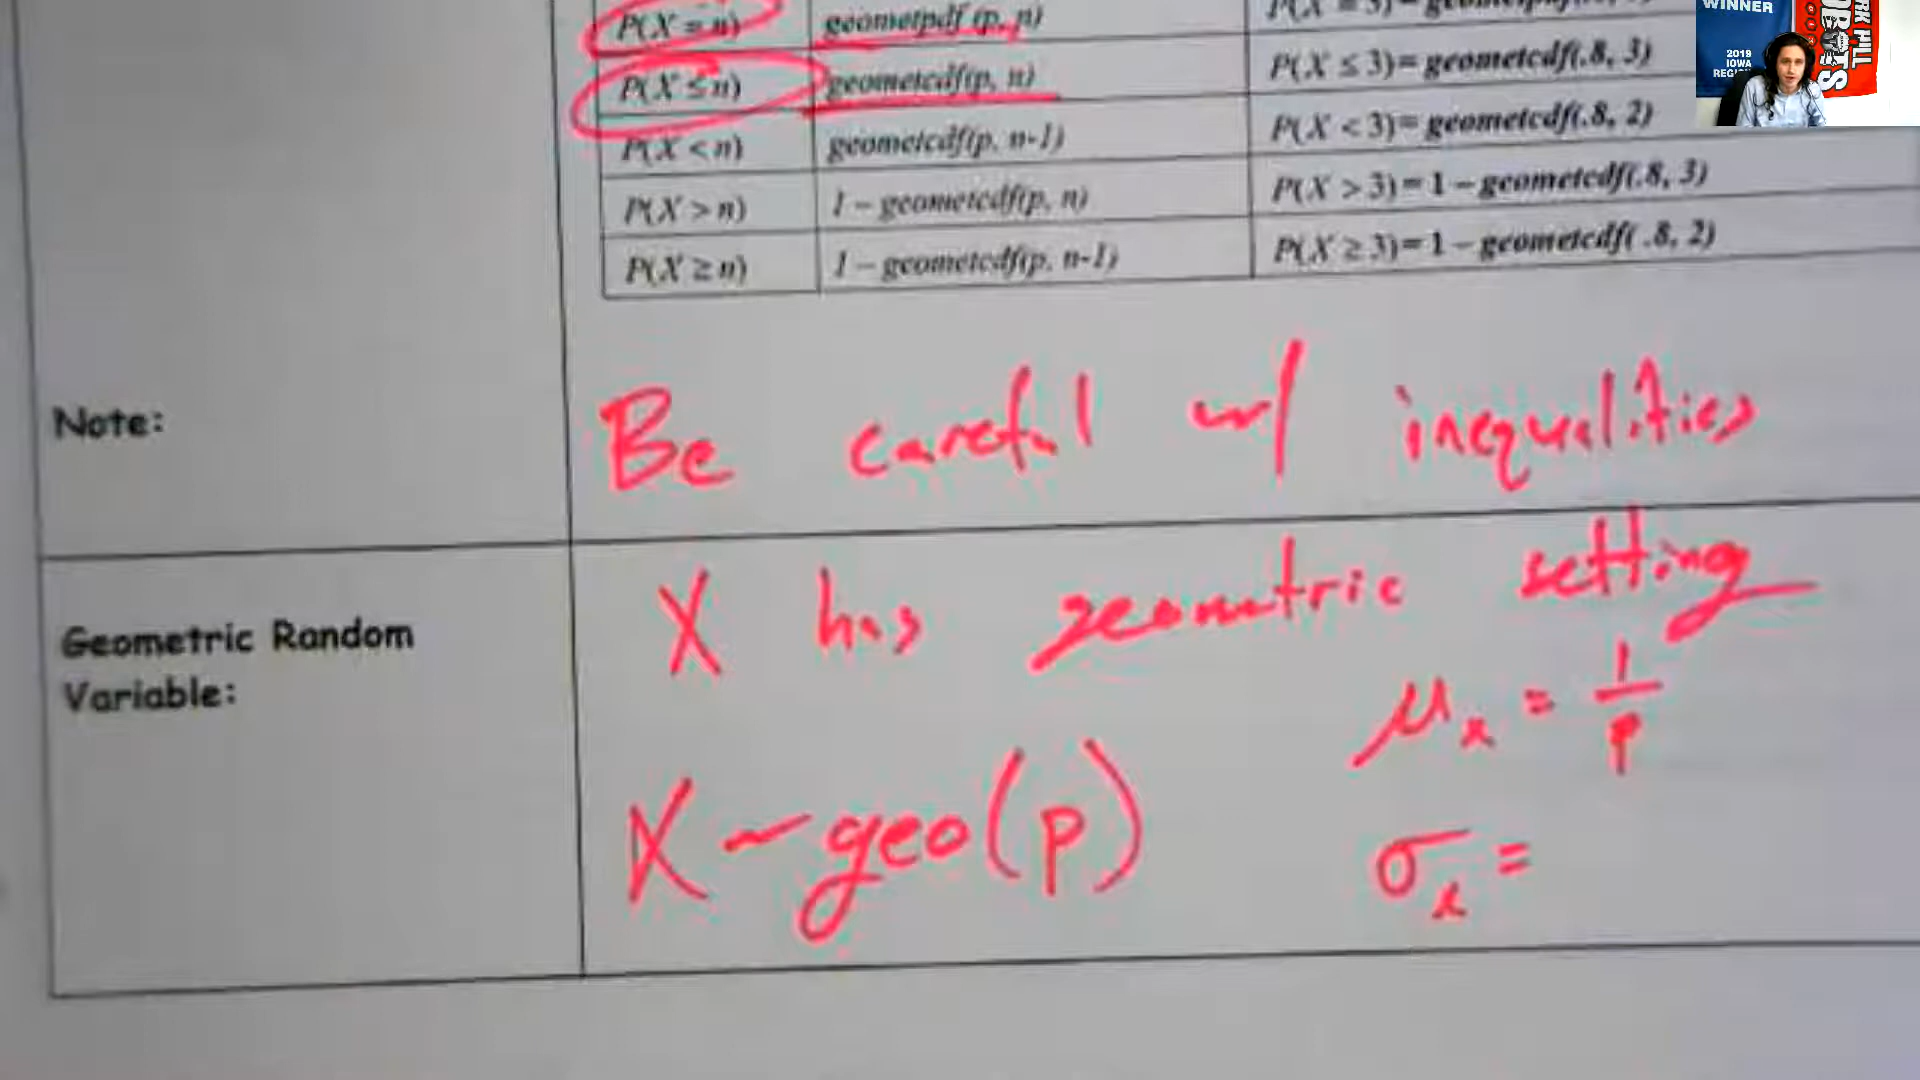 P(X = n) geometpdf (p, n)
P(X ≤ n) geometcdf(p, n) P(X ≤ 3) = geometcdf(.8, 3)
P(X < n) geometcdf(p, n-1) P(X < 3) = geometcdf(.8, 2)
P(X > n) 1 – geometcdf(p, n) P(X > 3) = 1 – geometcdf(.8, 3)
P(X ≥ n) 1 – geometcdf(p, n-1) P(X ≥ 3) = 1 – geometcdf( .8, 2)
Note: Be careful w/ inequalities
Geometric Random
Variable:
X has geometric setting
μx = 1/p
X ~ geo(p)
σx =
WINNER
2019
IOWA